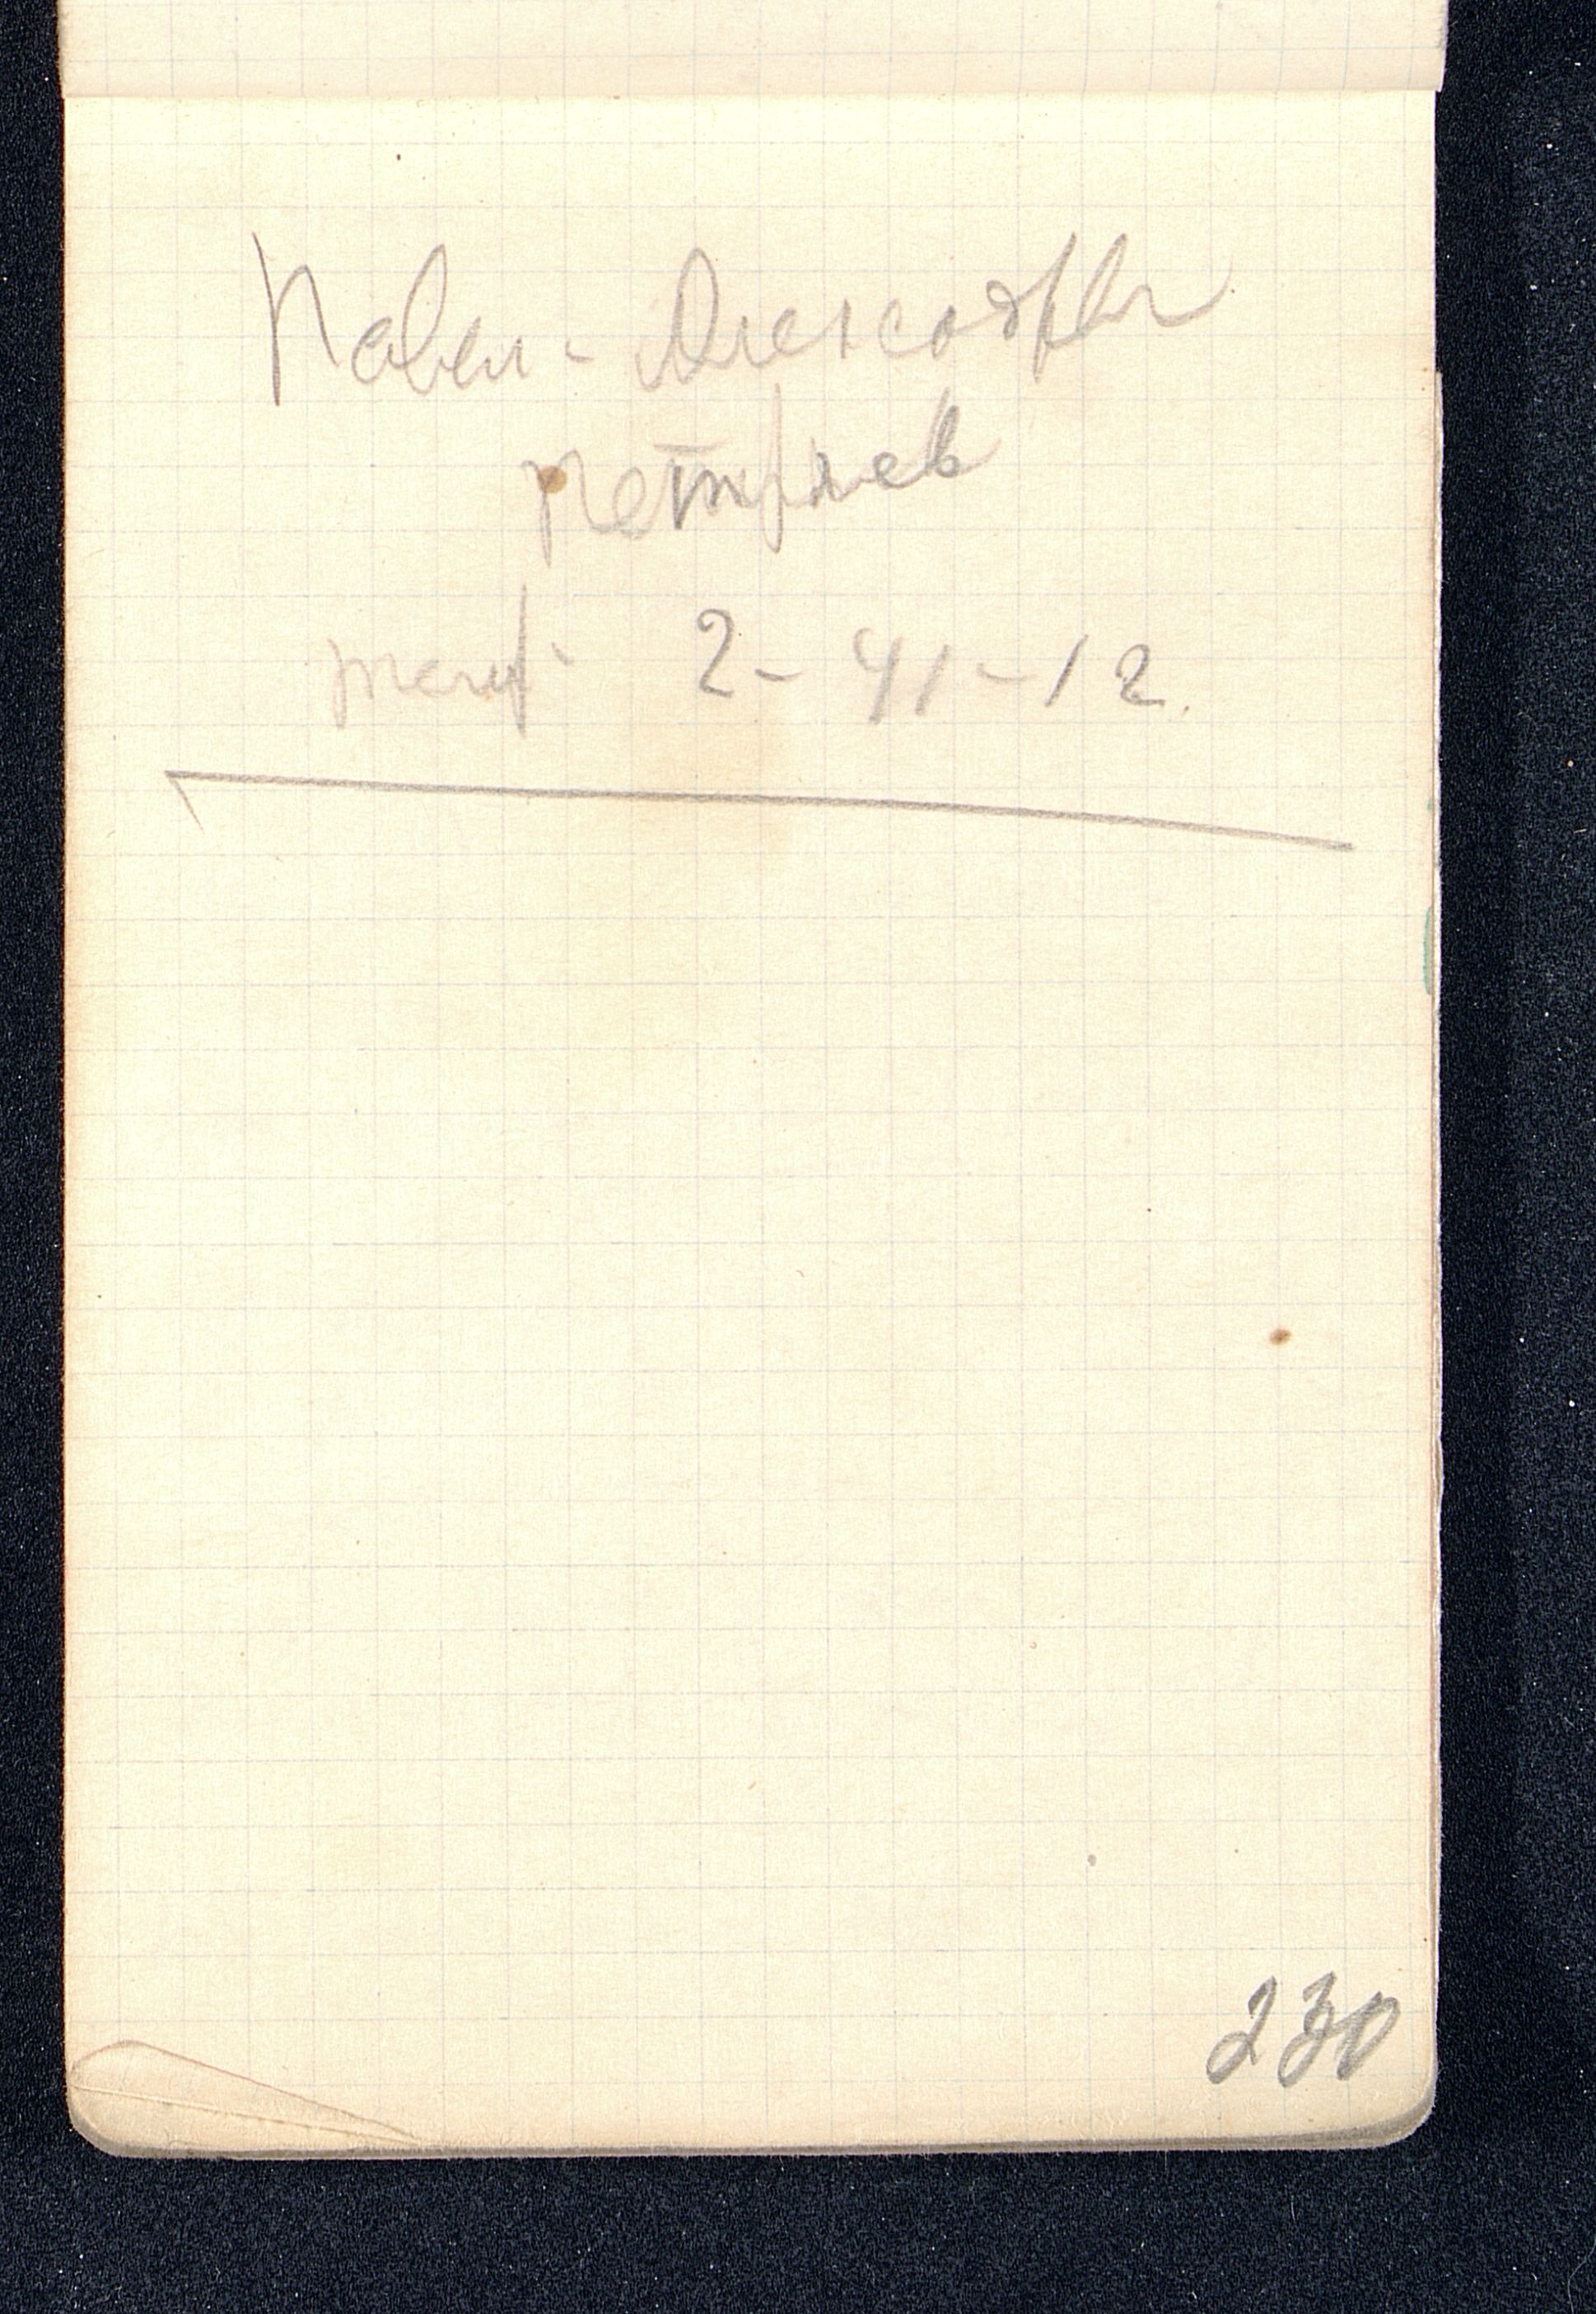 Павел - Александрович
Петряев
телеф. 2-41-12.
230